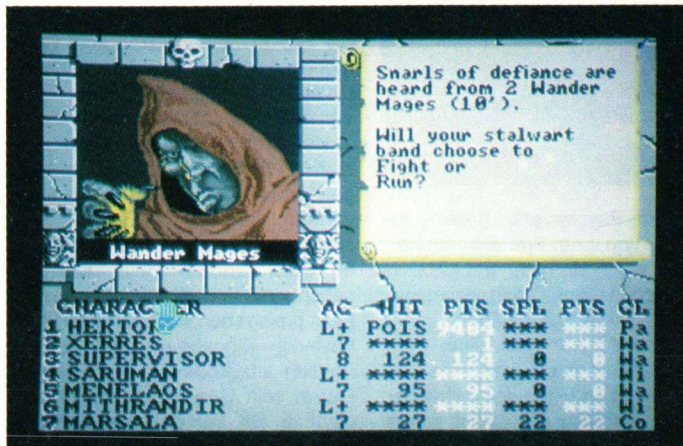 Snarls of defiance are
heard from 2 Wander
Mages (10').
Will your stalwart
band choose to
Fight or
Run?
Wander Mages
CHARACTER AC HIT PTS SPL PTS CL
1 HEKTOR L+ POIS 9404 *** *** Pa
2 XERRES 7 **** 1 *** *** Wa
3 SUPERVISOR 8 124 124 0 0 Wa
4 SARUMAN L+ **** **** *** *** Wi
5 MENELAOS 7 95 95 0 0 Wa
6 MITHRANDIR L+ **** **** *** *** Wi
7 MARSALA 7 27 27 22 22 Co